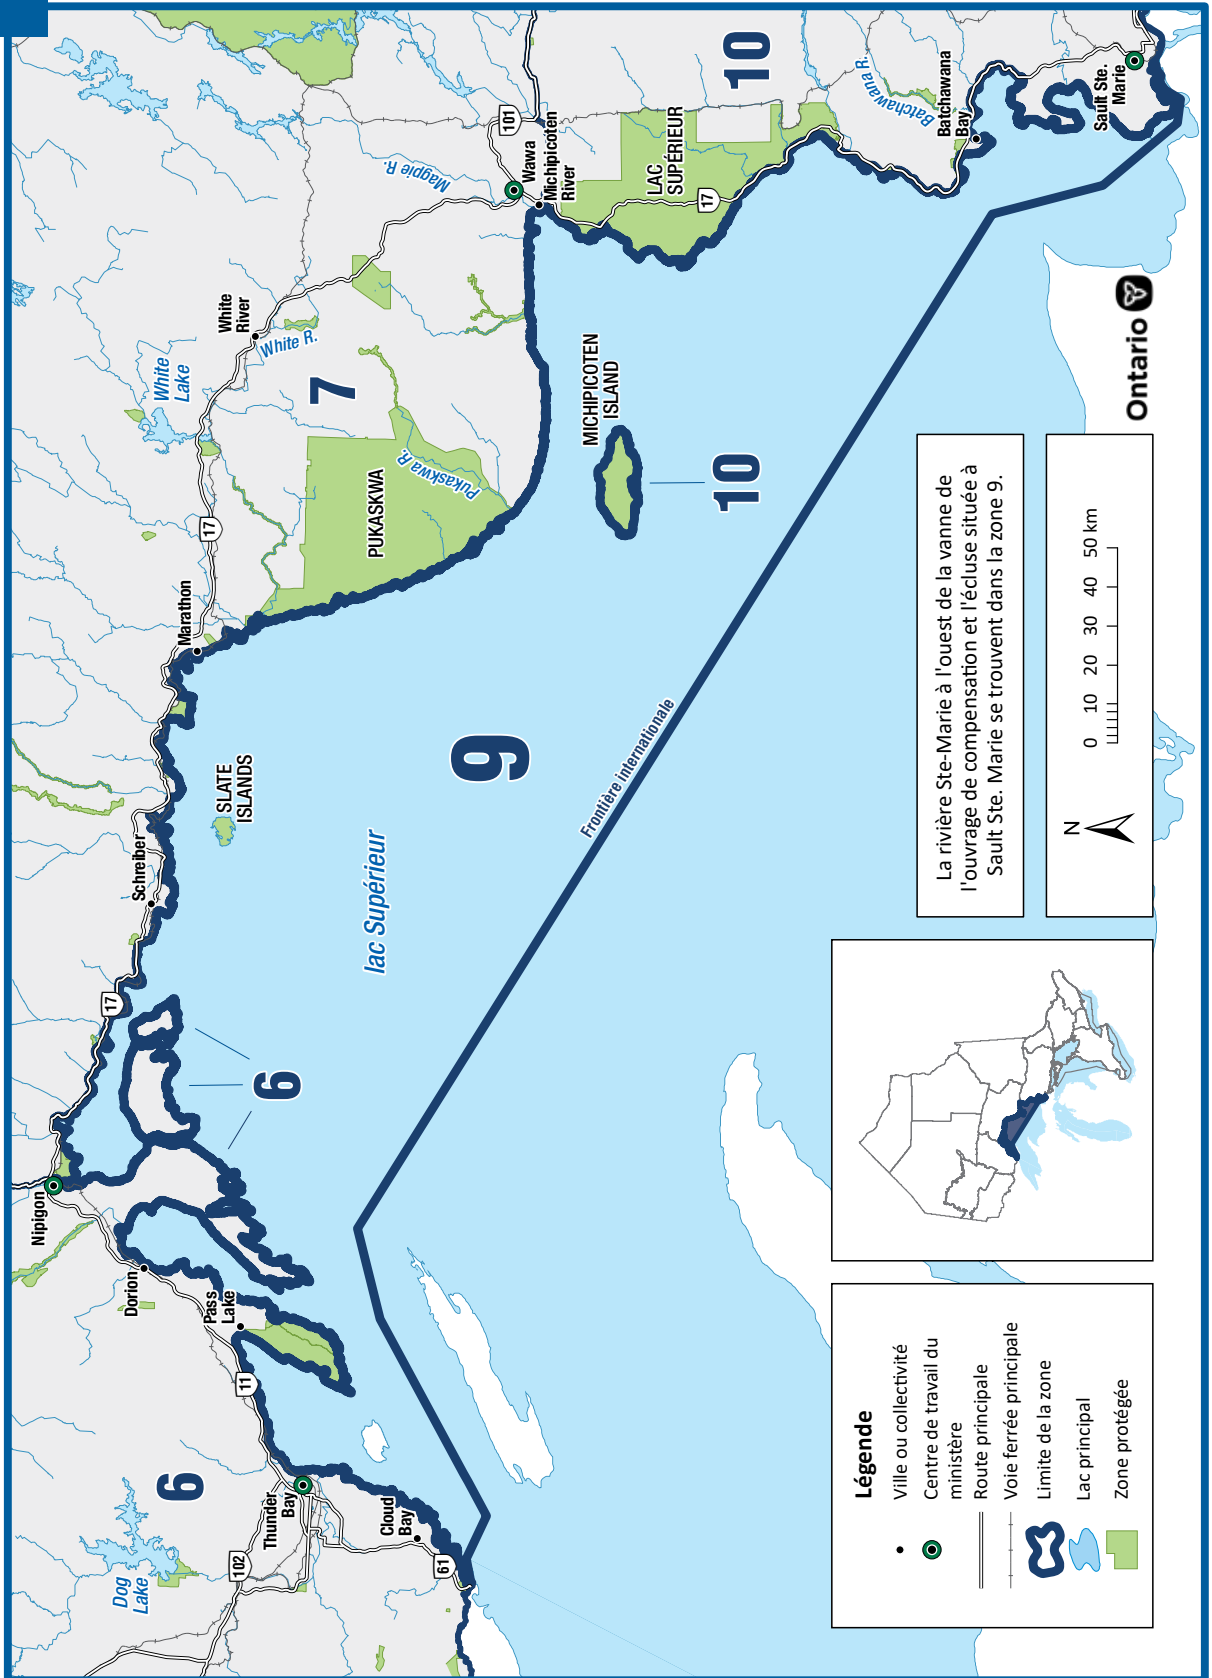 Dog
Lake
6
102
Thunder
Bay
Cloud
Bay
61
11
Pass
Lake
Dorion
Nipigon
6
17
Schreiber
SLATE
ISLANDS
lac Supérieur
9
Frontière internationale
Marathon
17
White
Lake
White
River
White R.
7
PUKASKWA
Pukaskwa R.
MICHIPICOTEN
ISLAND
10
Magpie R.
101
Wawa
Michipicoten
River
LAC
SUPÉRIEUR
17
10
Batchawana R.
Batchawana
Bay
Sault Ste.
Marie
Légende
Ville ou collectivité
Centre de travail du
ministère
Route principale
Voie ferrée principale
Limite de la zone
Lac principal
Zone protégée
La rivière Ste-Marie à l'ouest de la vanne de
l'ouvrage de compensation et l'écluse située à
Sault Ste. Marie se trouvent dans la zone 9.
N
0 10 20 30 40 50 km
Ontario